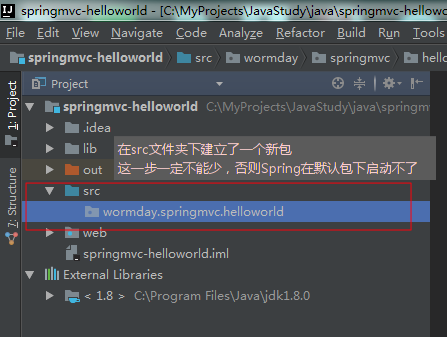 springmvc-helloworld - [C:\MyProjects\JavaStudy\java\springmvc-hellowo
File Edit View Navigate Code Analyze Refactor Build Run Tools
springmvc-helloworld src wormday springmvc hello
Project
springmvc-helloworld C:\MyProjects\JavaStudy\java\springm
.idea
lib
out
在src文件夹下建立了一个新包
这一步一定不能少，否则Spring在默认包下启动不了
src
wormday.springmvc.helloworld
web
springmvc-helloworld.iml
External Libraries
< 1.8 > C:\Program Files\Java\jdk1.8.0
1: Project
7: Structure